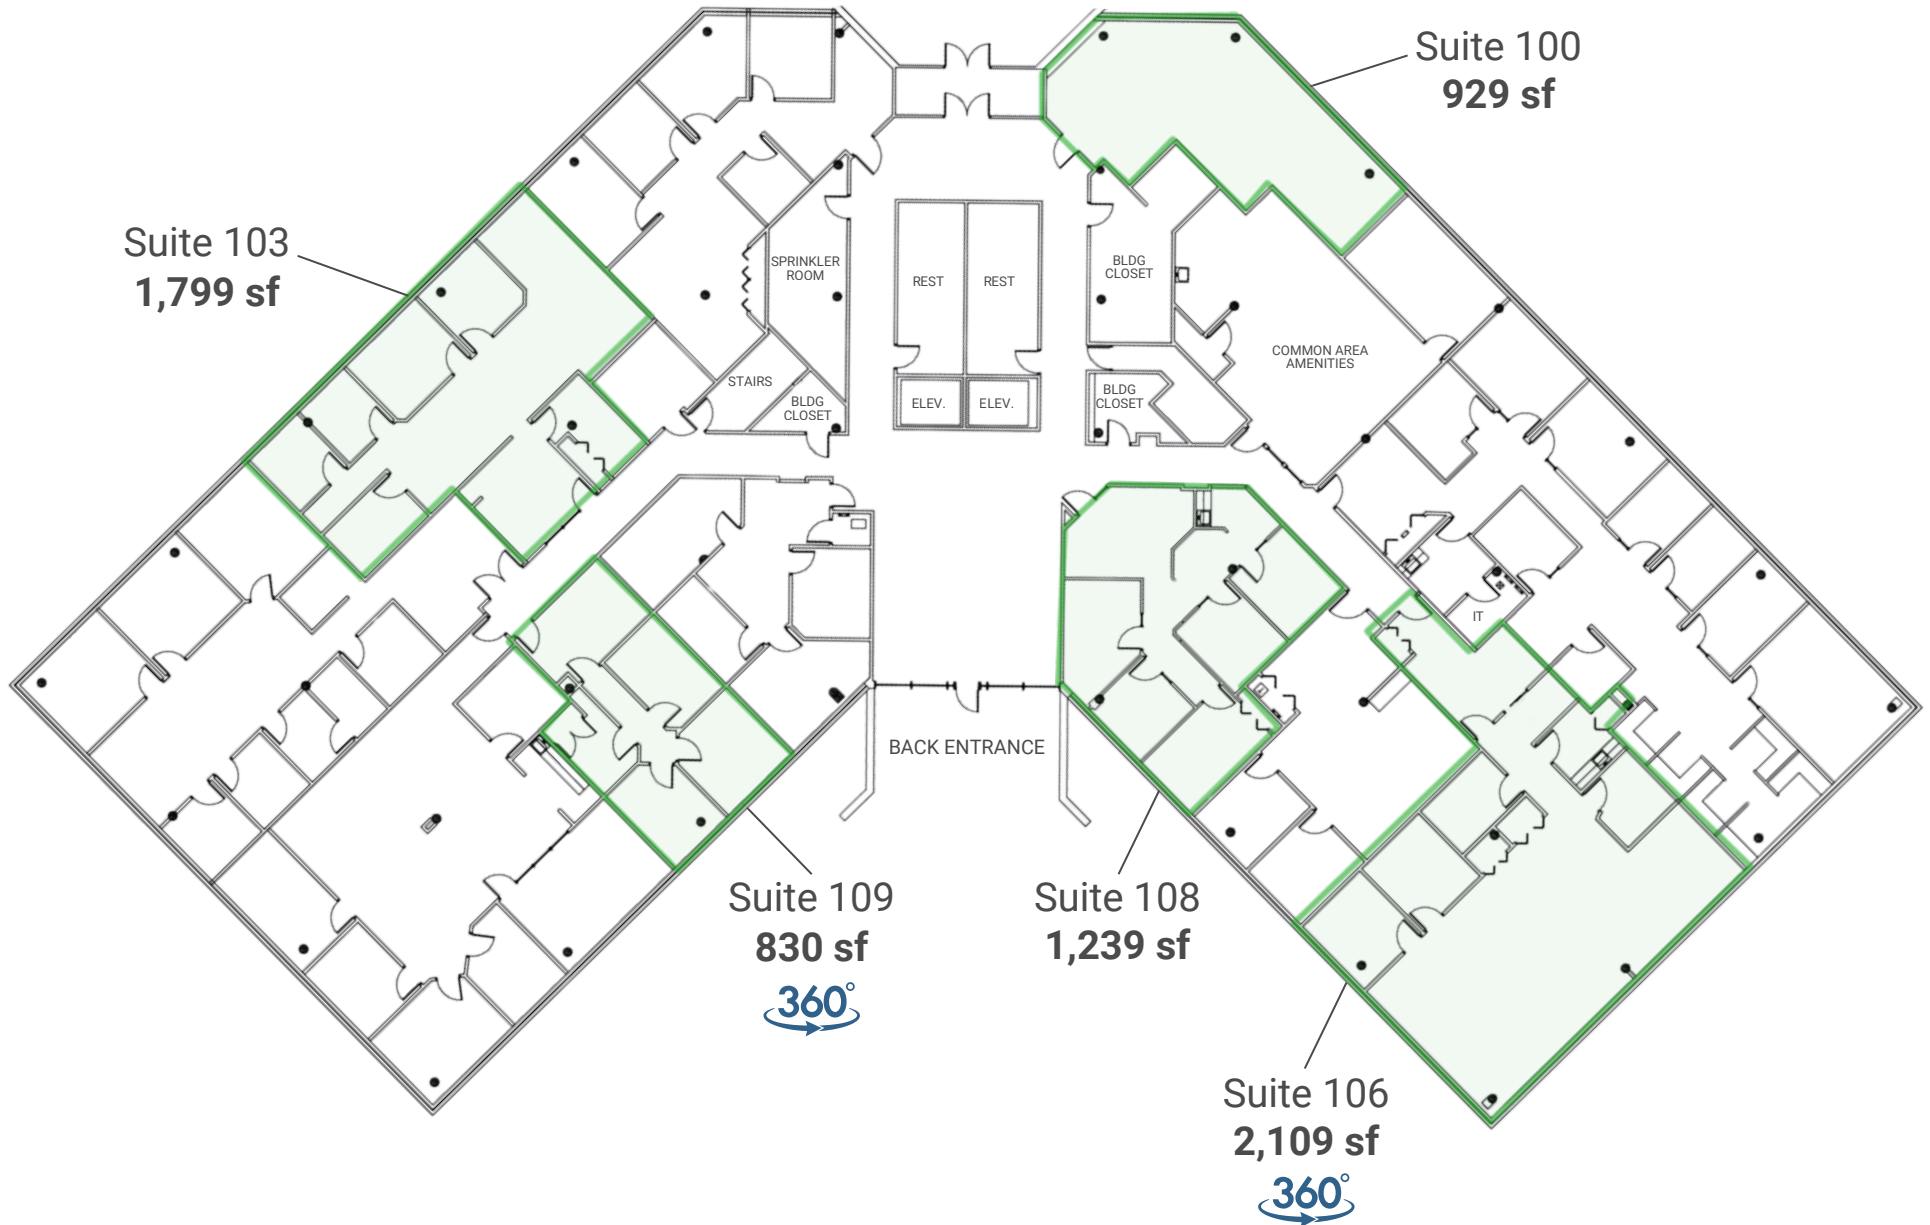 Suite 100
929 sf
Suite 103
1,799 sf
SPRINKLER
ROOM
REST
REST
BLDG
CLOSET
COMMON AREA
AMENITIES
STAIRS
BLDG
CLOSET
ELEV.
ELEV.
BLDG
CLOSET
IT
BACK ENTRANCE
Suite 109
830 sf
360°
Suite 108
1,239 sf
Suite 106
2,109 sf
360°